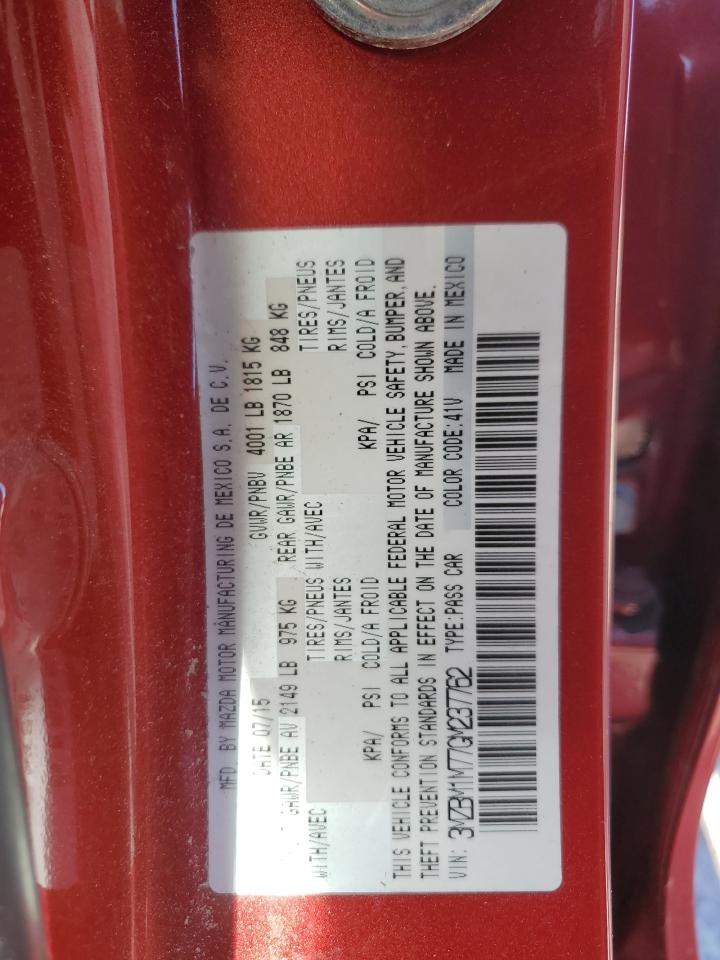 MFD. BY MAZDA MOTOR MANUFACTURING DE MEXICO S.A. DE C.V.
DATE 07/15 GVWR/PNBV 4001 LB 1815 KG
GAWR/PNBE AV 2149 LB 975 KG REAR GAWR/PNBE AR 1870 LB 848 KG
WITH/AVEC TIRES/PNEUS WITH/AVEC TIRES/PNEUS
RIMS/JANTES RIMS/JANTES
KPA/ PSI COLD/A FROID KPA/ PSI COLD/A FROID
THIS VEHICLE CONFORMS TO ALL APPLICABLE FEDERAL MOTOR VEHICLE SAFETY, BUMPER, AND
THEFT PREVENTION STANDARDS IN EFFECT ON THE DATE OF MANUFACTURE SHOWN ABOVE.
VIN: 3MZBM1M77GM237762 TYPE:PASS CAR COLOR CODE:41V MADE IN MEXICO